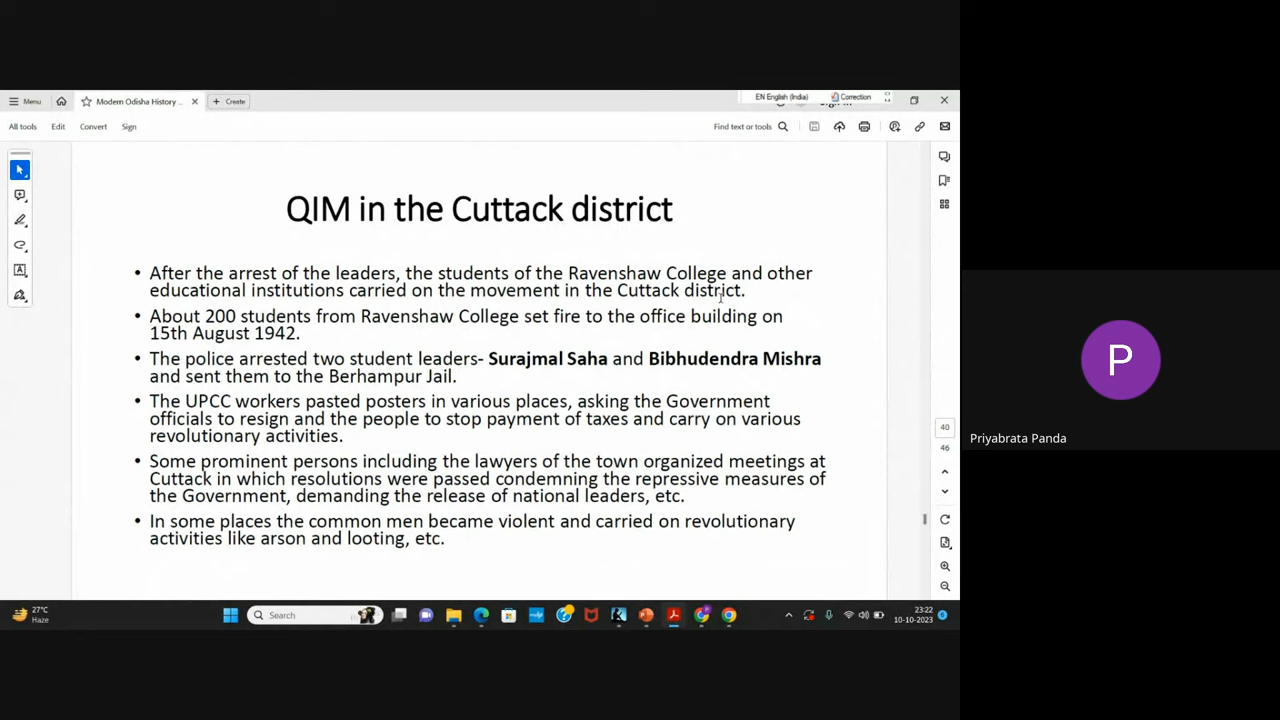 Menu
Modern Odisha History ...
Create
EN English (India)
Correction
All tools
Edit
Convert
Sign
Find text or tools
QIM in the Cuttack district
• After the arrest of the leaders, the students of the Ravenshaw College and other
educational institutions carried on the movement in the Cuttack district.
• About 200 students from Ravenshaw College set fire to the office building on
15th August 1942.
• The police arrested two student leaders- Surajmal Saha and Bibhudendra Mishra
and sent them to the Berhampur Jail.
• The UPCC workers pasted posters in various places, asking the Government
officials to resign and the people to stop payment of taxes and carry on various
revolutionary activities.
• Some prominent persons including the lawyers of the town organized meetings at
Cuttack in which resolutions were passed condemning the repressive measures of
the Government, demanding the release of national leaders, etc.
• In some places the common men became violent and carried on revolutionary
activities like arson and looting, etc.
40
46
P
Priyabrata Panda
27°C
Haze
Search
23:22
10-10-2023